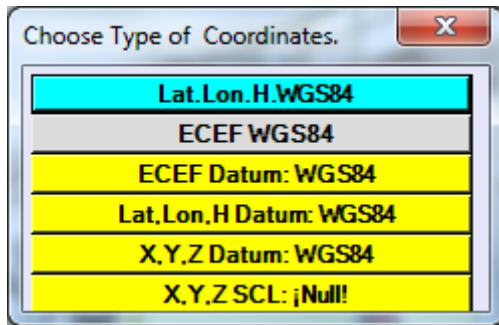 Choose Type of Coordinates.
Lat.Lon.H.WGS84
ECEF WGS84
ECEF Datum: WGS84
Lat,Lon,H Datum: WGS84
X,Y,Z Datum: WGS84
X,Y,Z SCL: ¡Null!